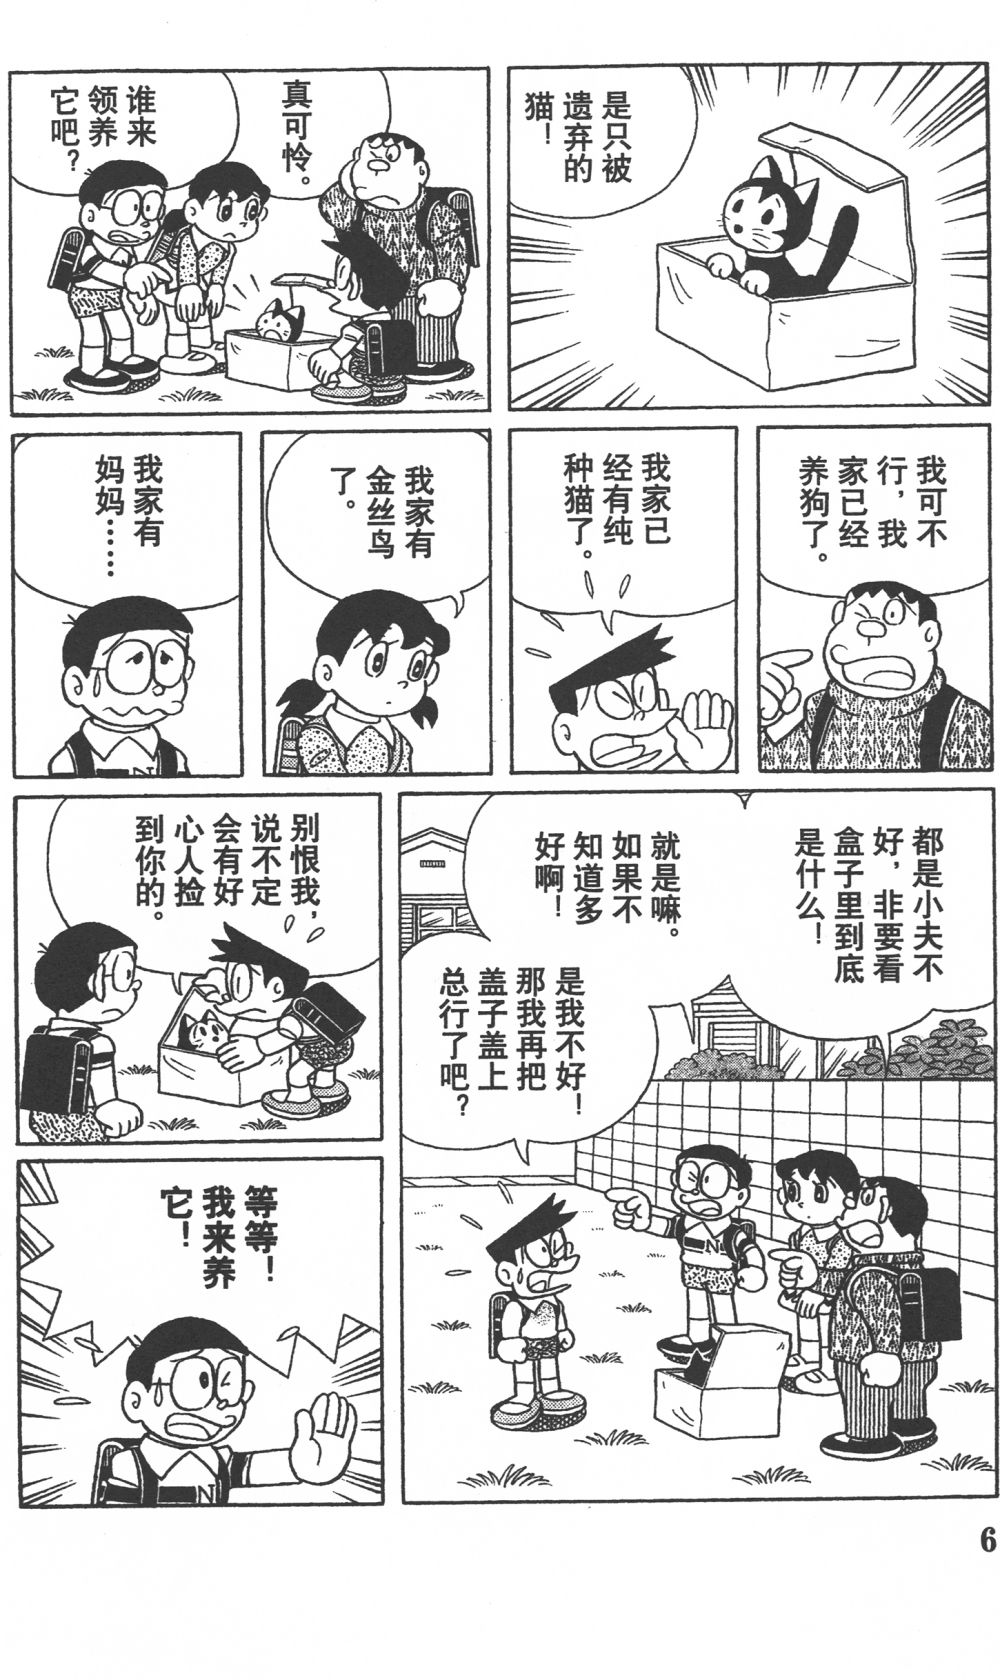 是只被
遗弃的
猫！
真可怜。
谁来
领养
它吧？
我可不
行，我
家已经
养狗了。
我家已
经有纯
种猫了。
我家有
金丝鸟
了。
我家有
妈妈……
都是小夫不
好，非要看
盒子里到底
是什么！
就是嘛。
如果不
知道多
好啊！
是我不好！
那我再把
盖子盖上
总行了吧？
别恨我，
说不定
会有好
心人捡
到你的。
等等！
我来养
它！
N
N
N
6